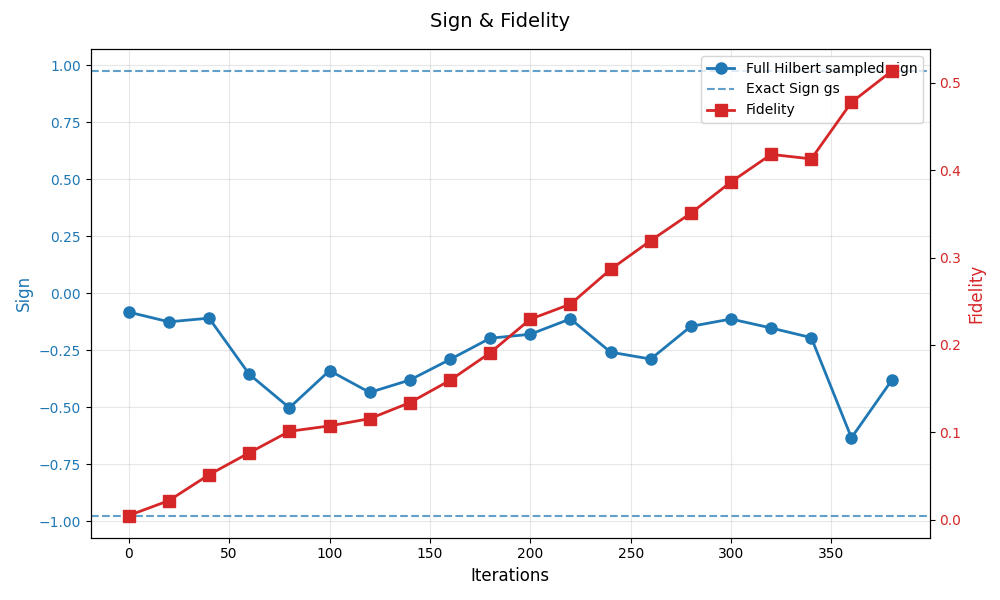 Sign & Fidelity
Full Hilbert sampled sign
Exact Sign gs
Fidelity
1.00
0.75
0.50
0.25
0.00
−0.25
−0.50
−0.75
−1.00
Sign
0.5
0.4
0.3
0.2
0.1
0.0
Fidelity
0 50 100 150 200 250 300 350
Iterations